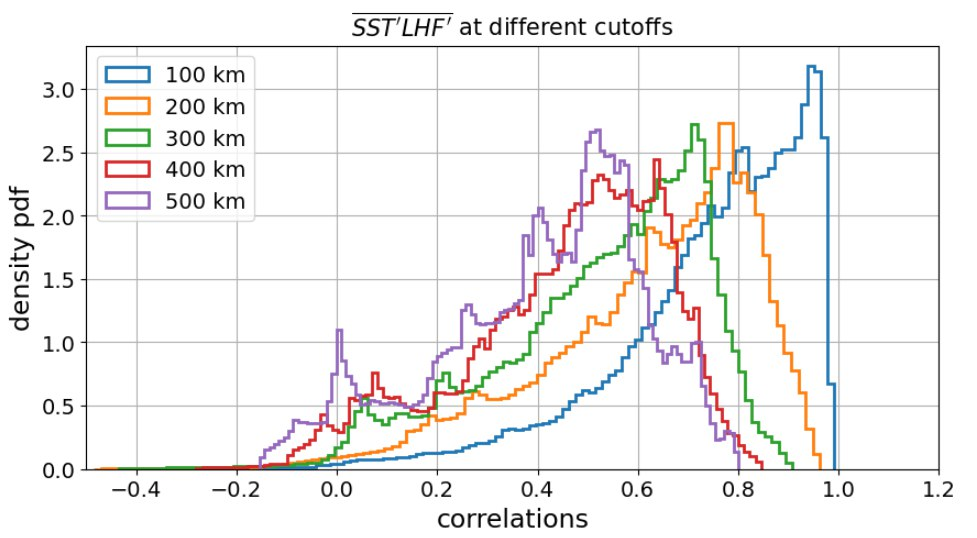 SST′LHF′ at different cutoffs
density pdf
3.0
2.5
2.0
1.5
1.0
0.5
0.0
100 km
200 km
300 km
400 km
500 km
−0.4 −0.2 0.0 0.2 0.4 0.6 0.8 1.0 1.2
correlations